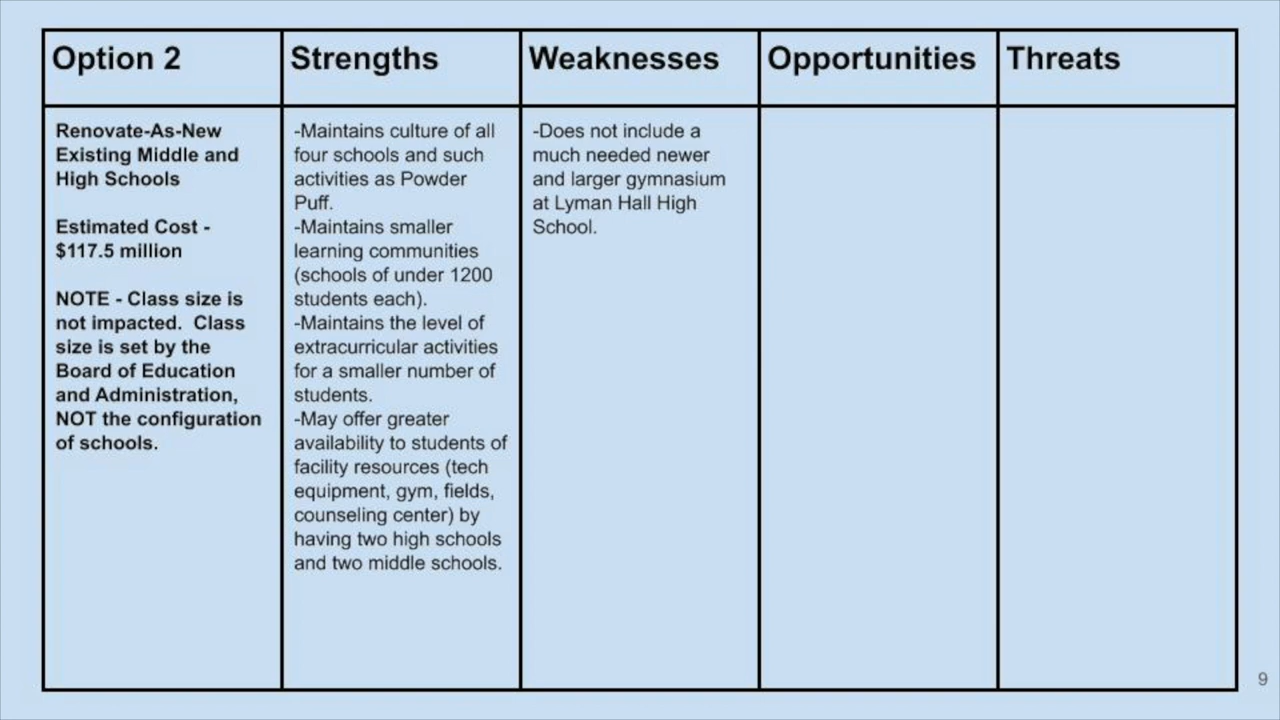 Option 2
Strengths
Weaknesses
Opportunities
Threats
Renovate-As-New
Existing Middle and
High Schools
Estimated Cost -
$117.5 million
NOTE - Class size is
not impacted.  Class
size is set by the
Board of Education
and Administration,
NOT the configuration
of schools.
-Maintains culture of all
four schools and such
activities as Powder
Puff.
-Maintains smaller
learning communities
(schools of under 1200
students each).
-Maintains the level of
extracurricular activities
for a smaller number of
students.
-May offer greater
availability to students of
facility resources (tech
equipment, gym, fields,
counseling center) by
having two high schools
and two middle schools.
-Does not include a
much needed newer
and larger gymnasium
at Lyman Hall High
School.
9